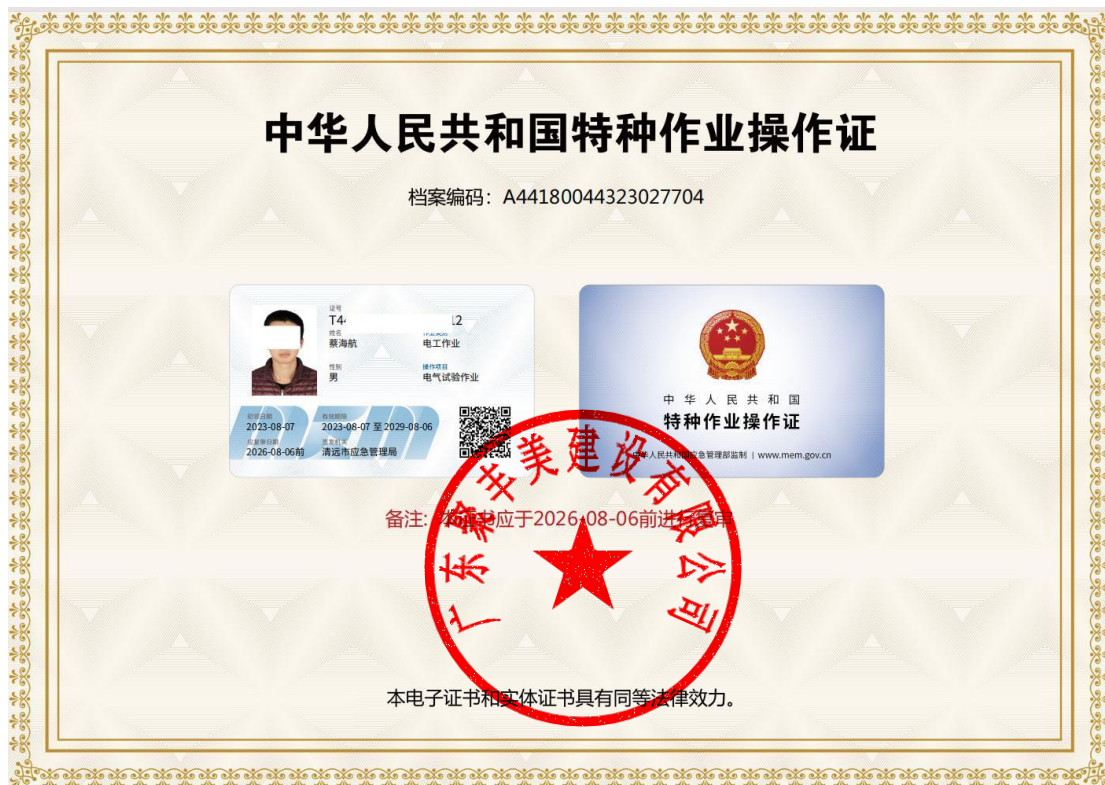 中华人民共和国特种作业操作证
档案编码：A44180044323027704
证号
T44 12
姓名
蔡海航
电工作业
性别
男
操作项目
电气试验作业
初领日期
2023-08-07
有效期限
2023-08-07 至 2029-08-06
应复审日期
2026-08-06前
签发机关
清远市应急管理局
中华人民共和国
特种作业操作证
中华人民共和国应急管理部监制 | www.mem.gov.cn
备注: 本证书应于2026-08-06前进行复审
广东聚丰美建设有限公司
本电子证书和实体证书具有同等法律效力。